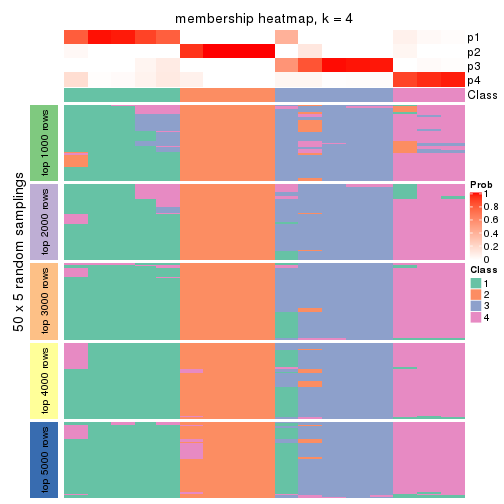 membership heatmap, k = 4
p1
p2
p3
p4
Class
50 x 5 random samplings
top 1000 rows
top 2000 rows
top 3000 rows
top 4000 rows
top 5000 rows
Prob
1
0.8
0.6
0.4
0.2
0
Class
1
2
3
4